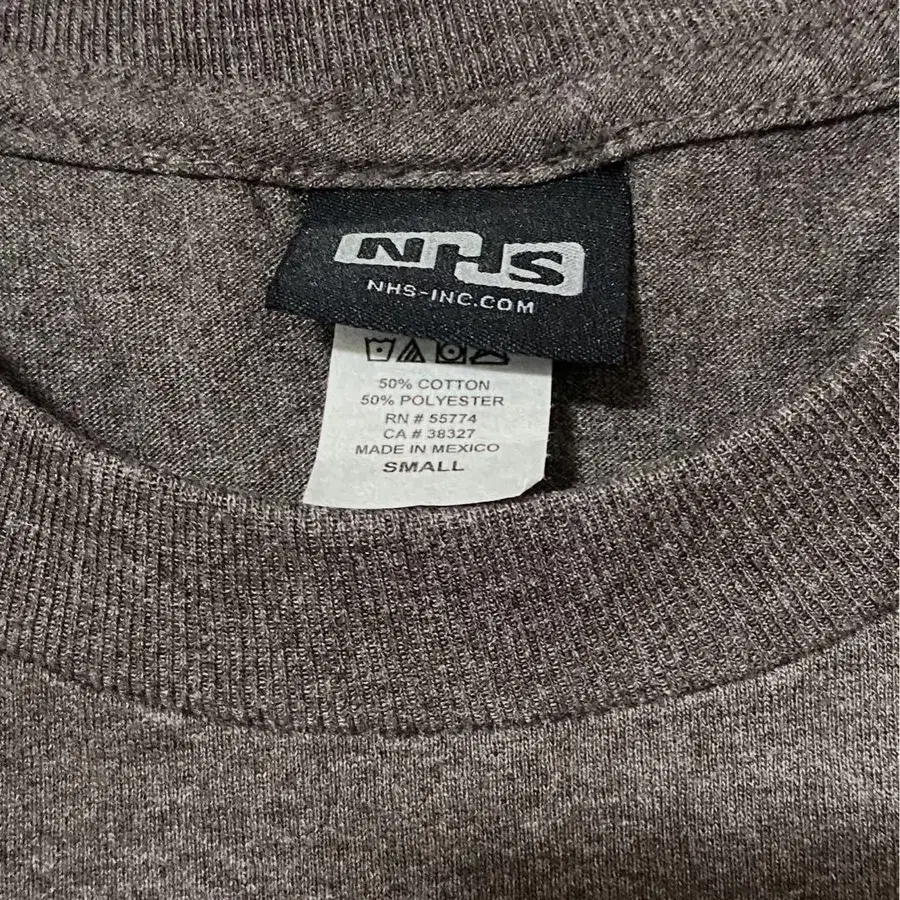 NHS
NHS-INC.COM
50% COTTON
50% POLYESTER
RN # 55774
CA # 38327
MADE IN MEXICO
SMALL